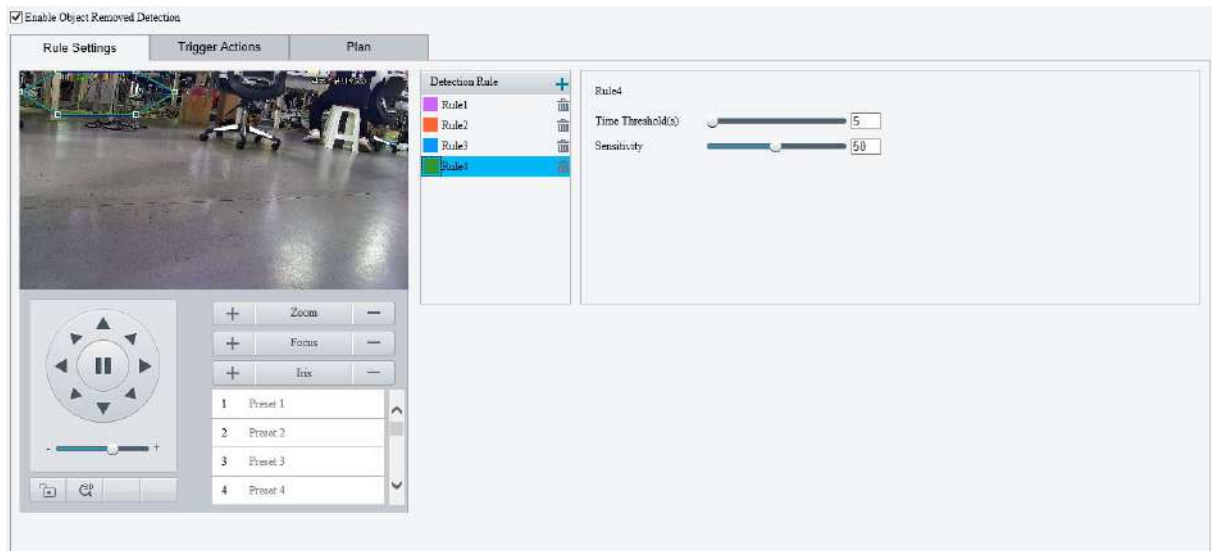 Enable Object Removed Detection
Rule Settings
Trigger Actions
Plan
Detection Rule
Rule1
Rule2
Rule3
Rule4
Rule4
Time Threshold(s)
5
Sensitivity
50
+ Zoom −
+ Focus −
+ Iris −
1 Preset 1
2 Preset 2
3 Preset 3
4 Preset 4
- +
3D